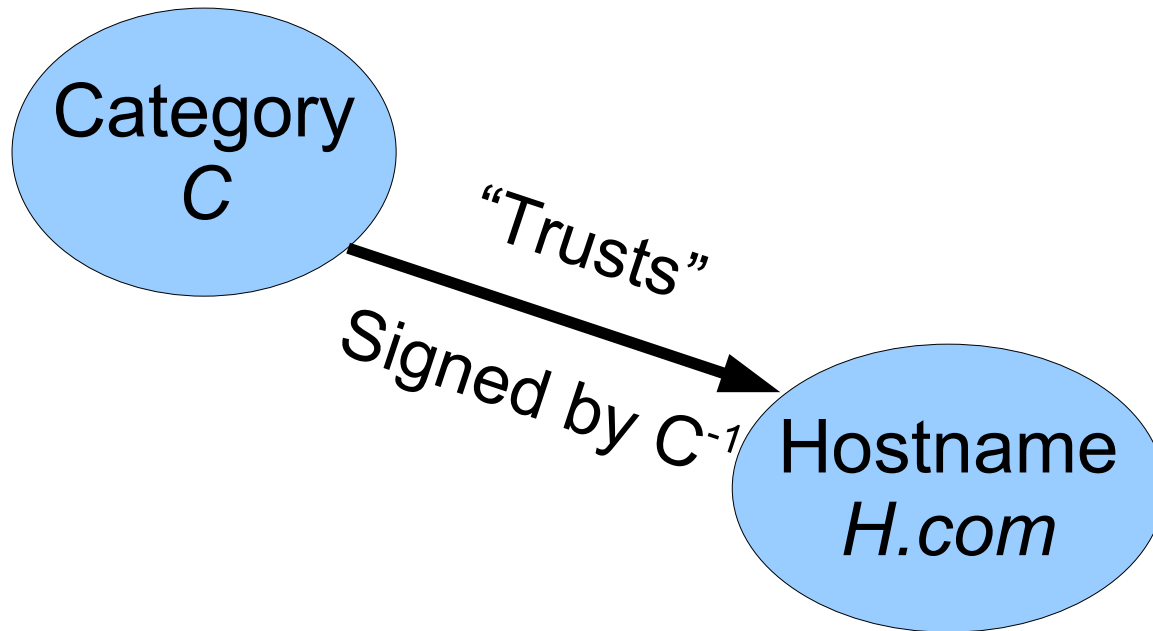 Category
C
“Trusts”
Signed by C⁻¹
Hostname
H.com